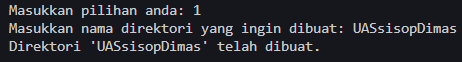 Masukkan pilihan anda: 1
Masukkan nama direktori yang ingin dibuat: UASsisopDimas
Direktori 'UASsisopDimas' telah dibuat.